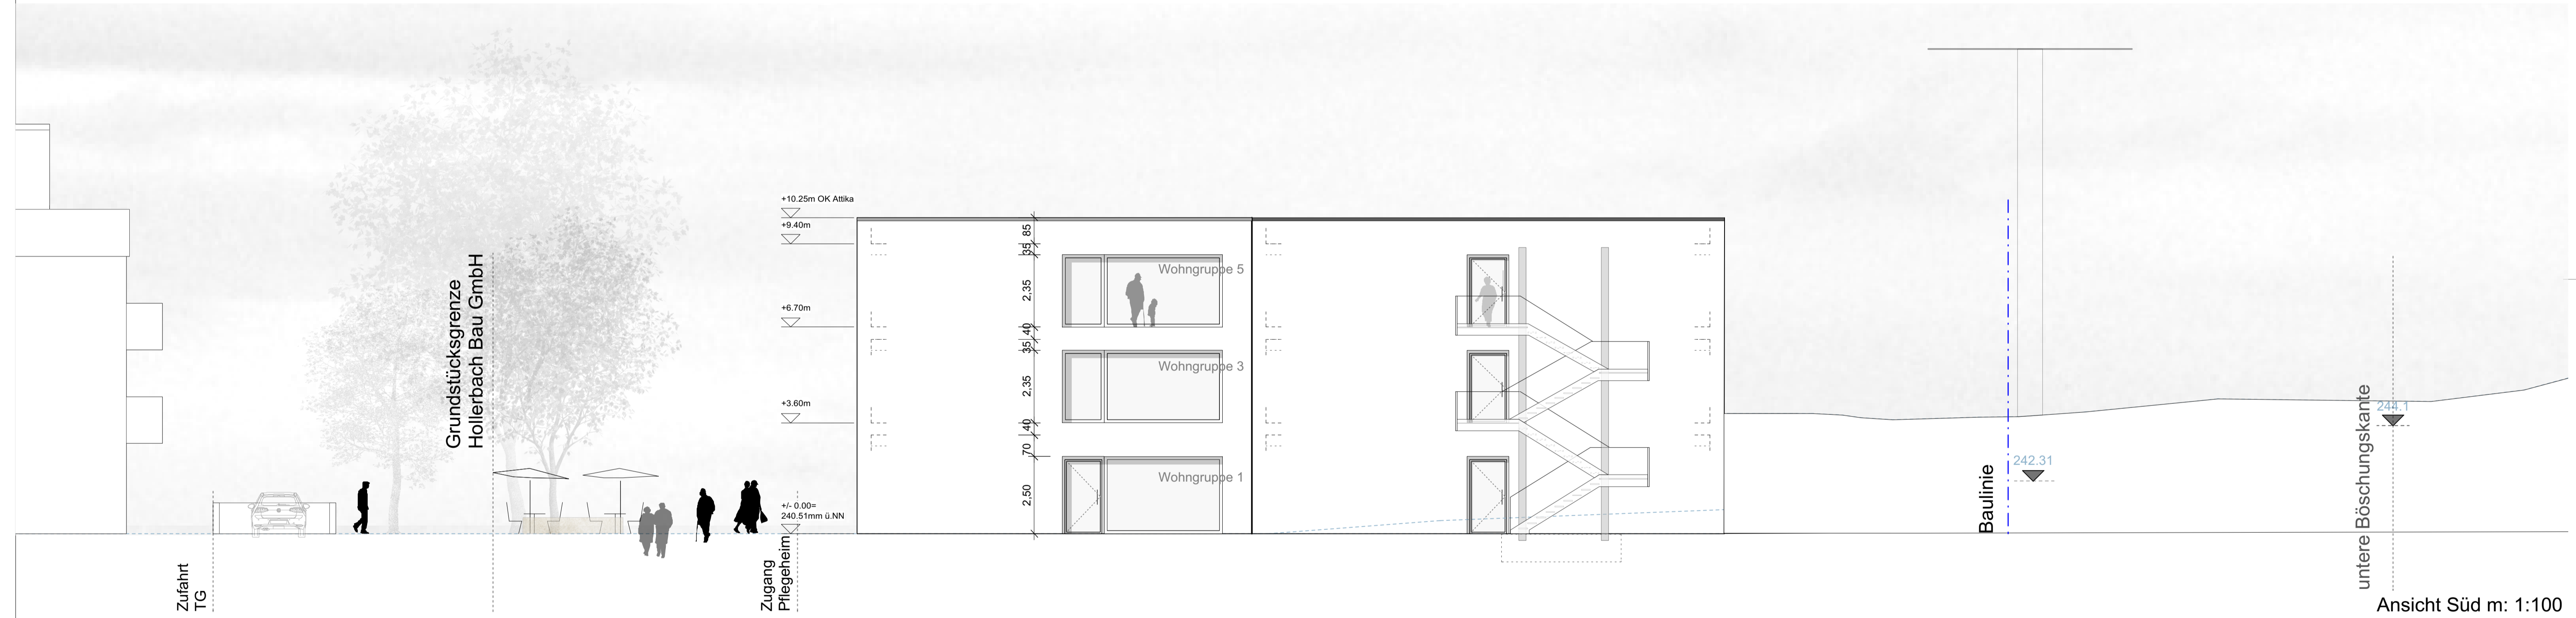 +10.25m OK Attika
+9.40m
+6.70m
+3.60m
+/- 0.00=
240.51mm ü.NN
Grundstücksgrenze
Hollerbach Bau GmbH
Zufahrt
TG
Zugang
Pflegeheim
85
35
2,35
40
35
2,35
40
70
2,50
Wohngruppe 5
Wohngruppe 3
Wohngruppe 1
Baulinie
242.31
untere Böschungskante
244.1
Ansicht Süd m: 1:100